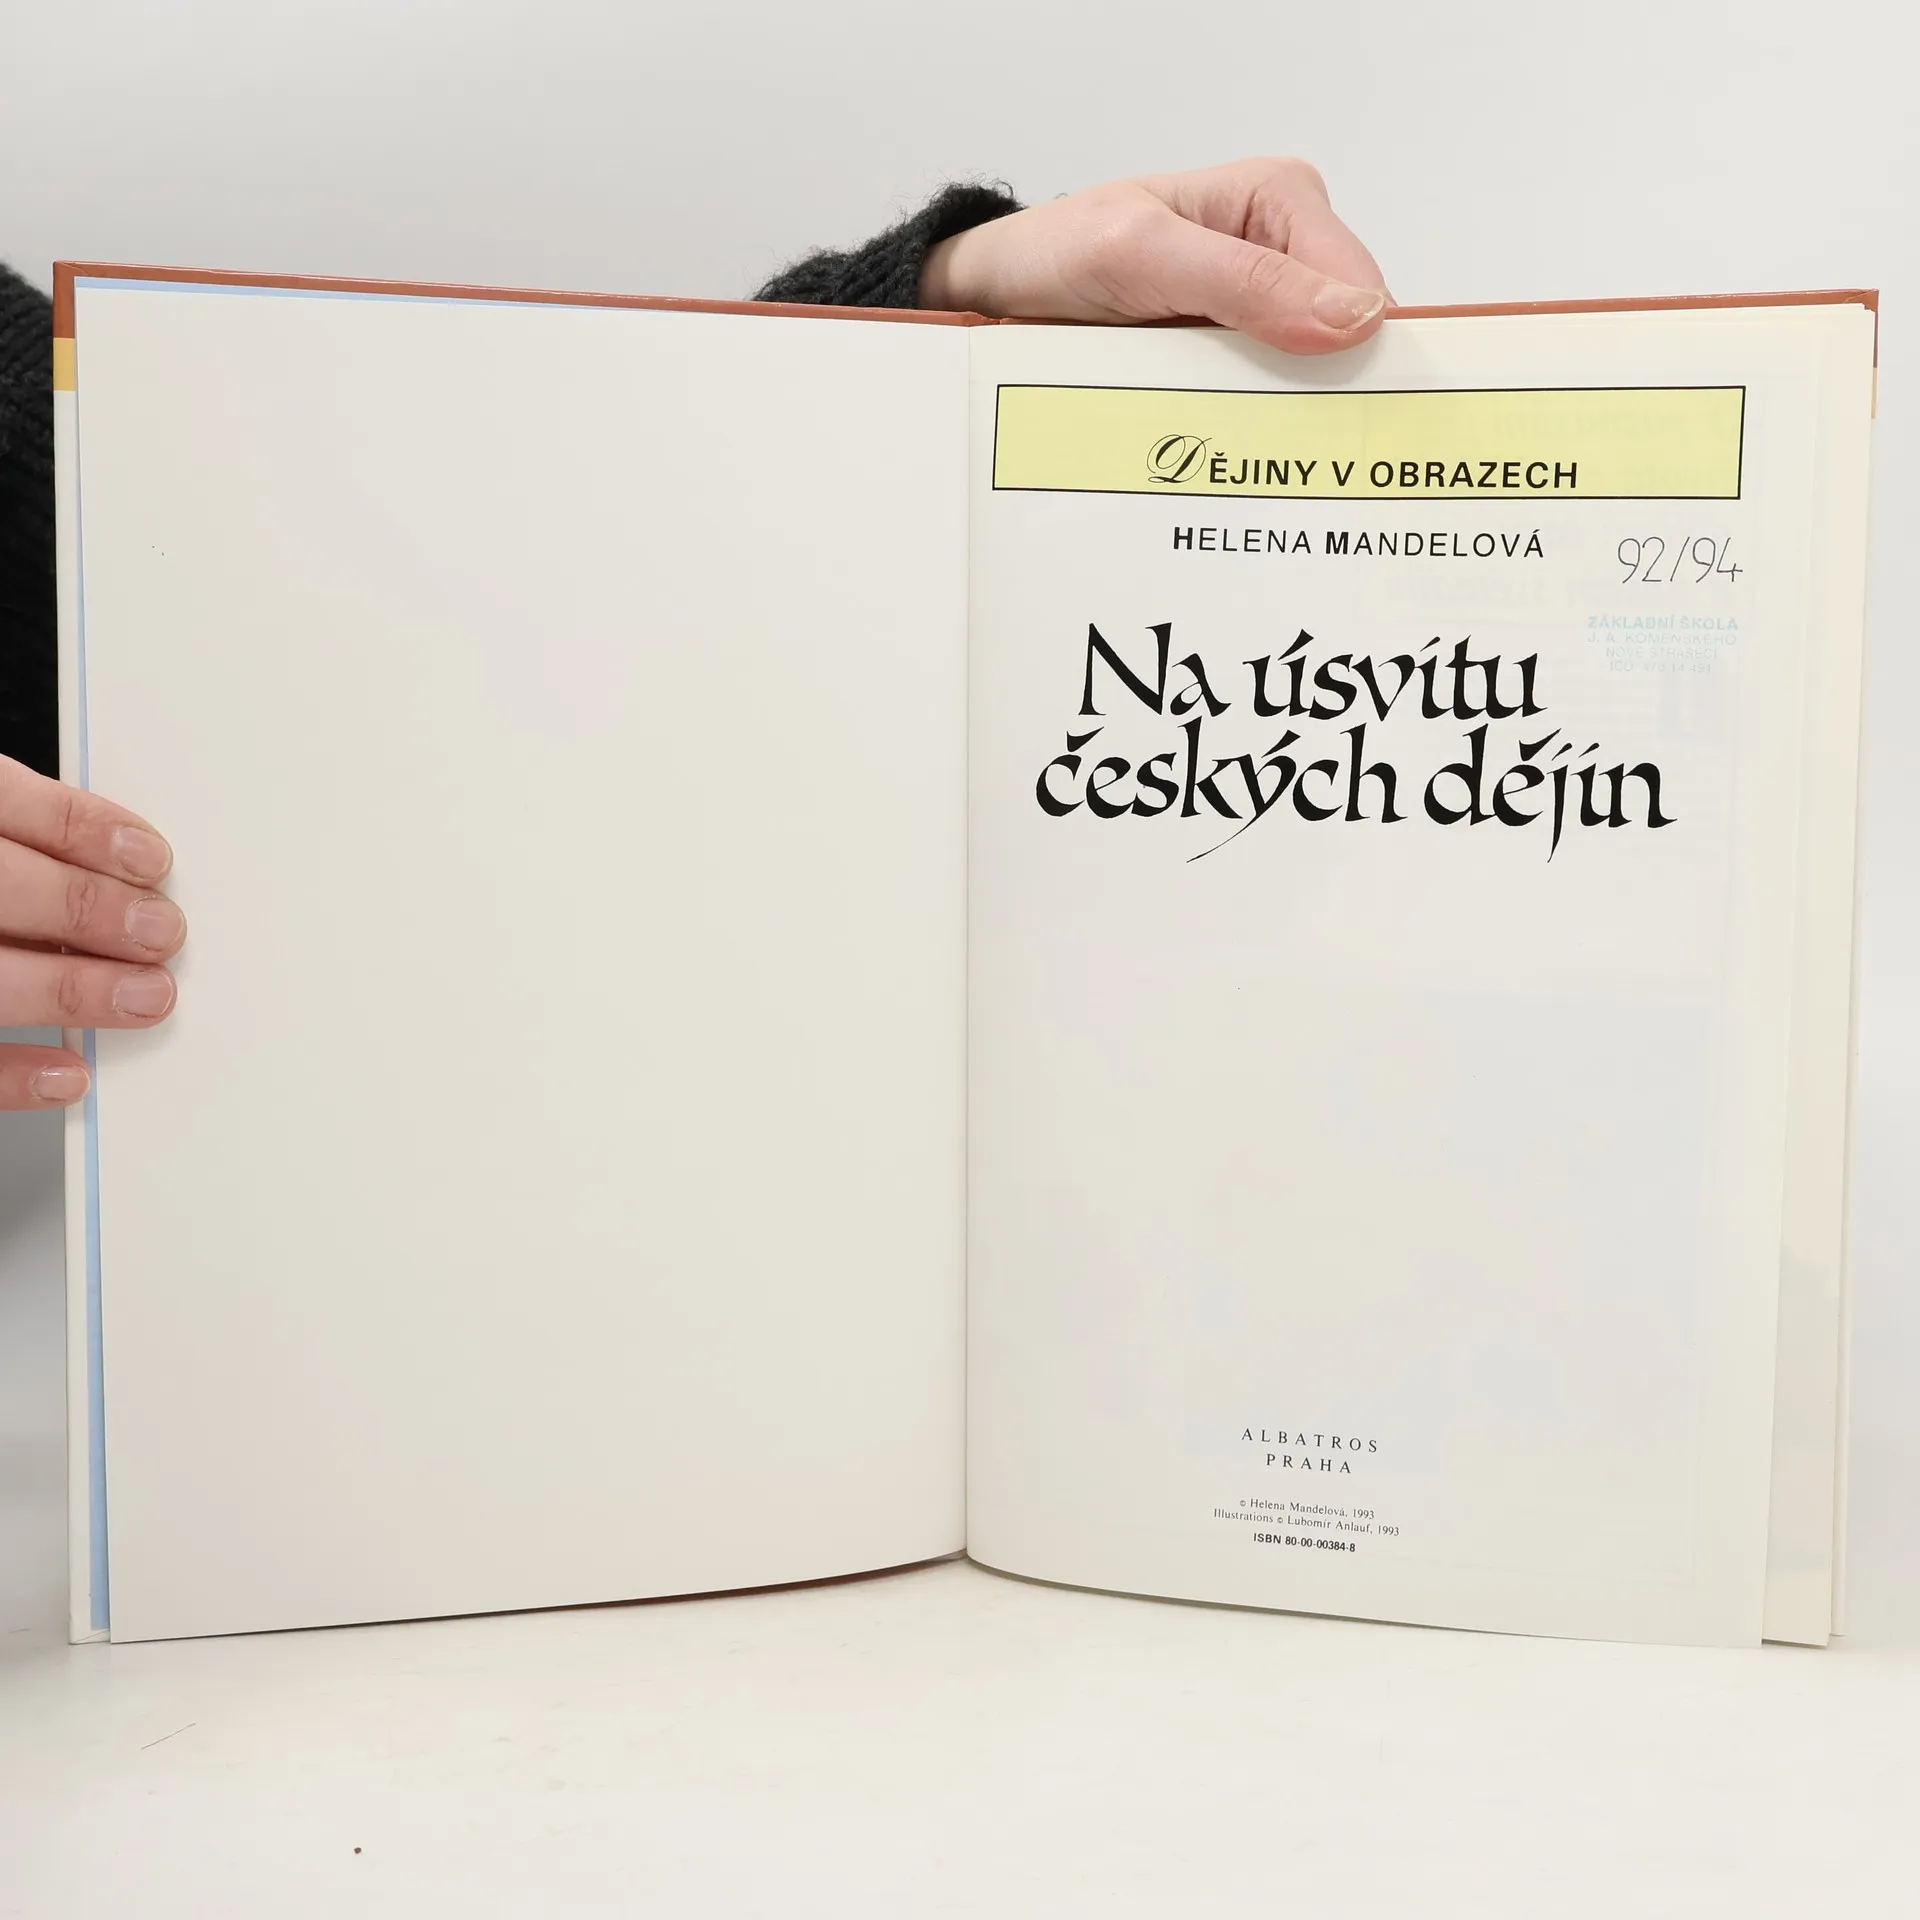 DĚJINY V OBRAZECH
HELENA MANDELOVÁ
92/94
ZÁKLADNÍ ŠKOLA
J. A. KOMENSKÉHO
NOVÉ STRAŠECÍ
Na úsvitu
českých dějin
ALBATROS
PRAHA
© Helena Mandelová, 1993
Illustrations © Lubomír Anlauf, 1993
ISBN 80-00-00384-8